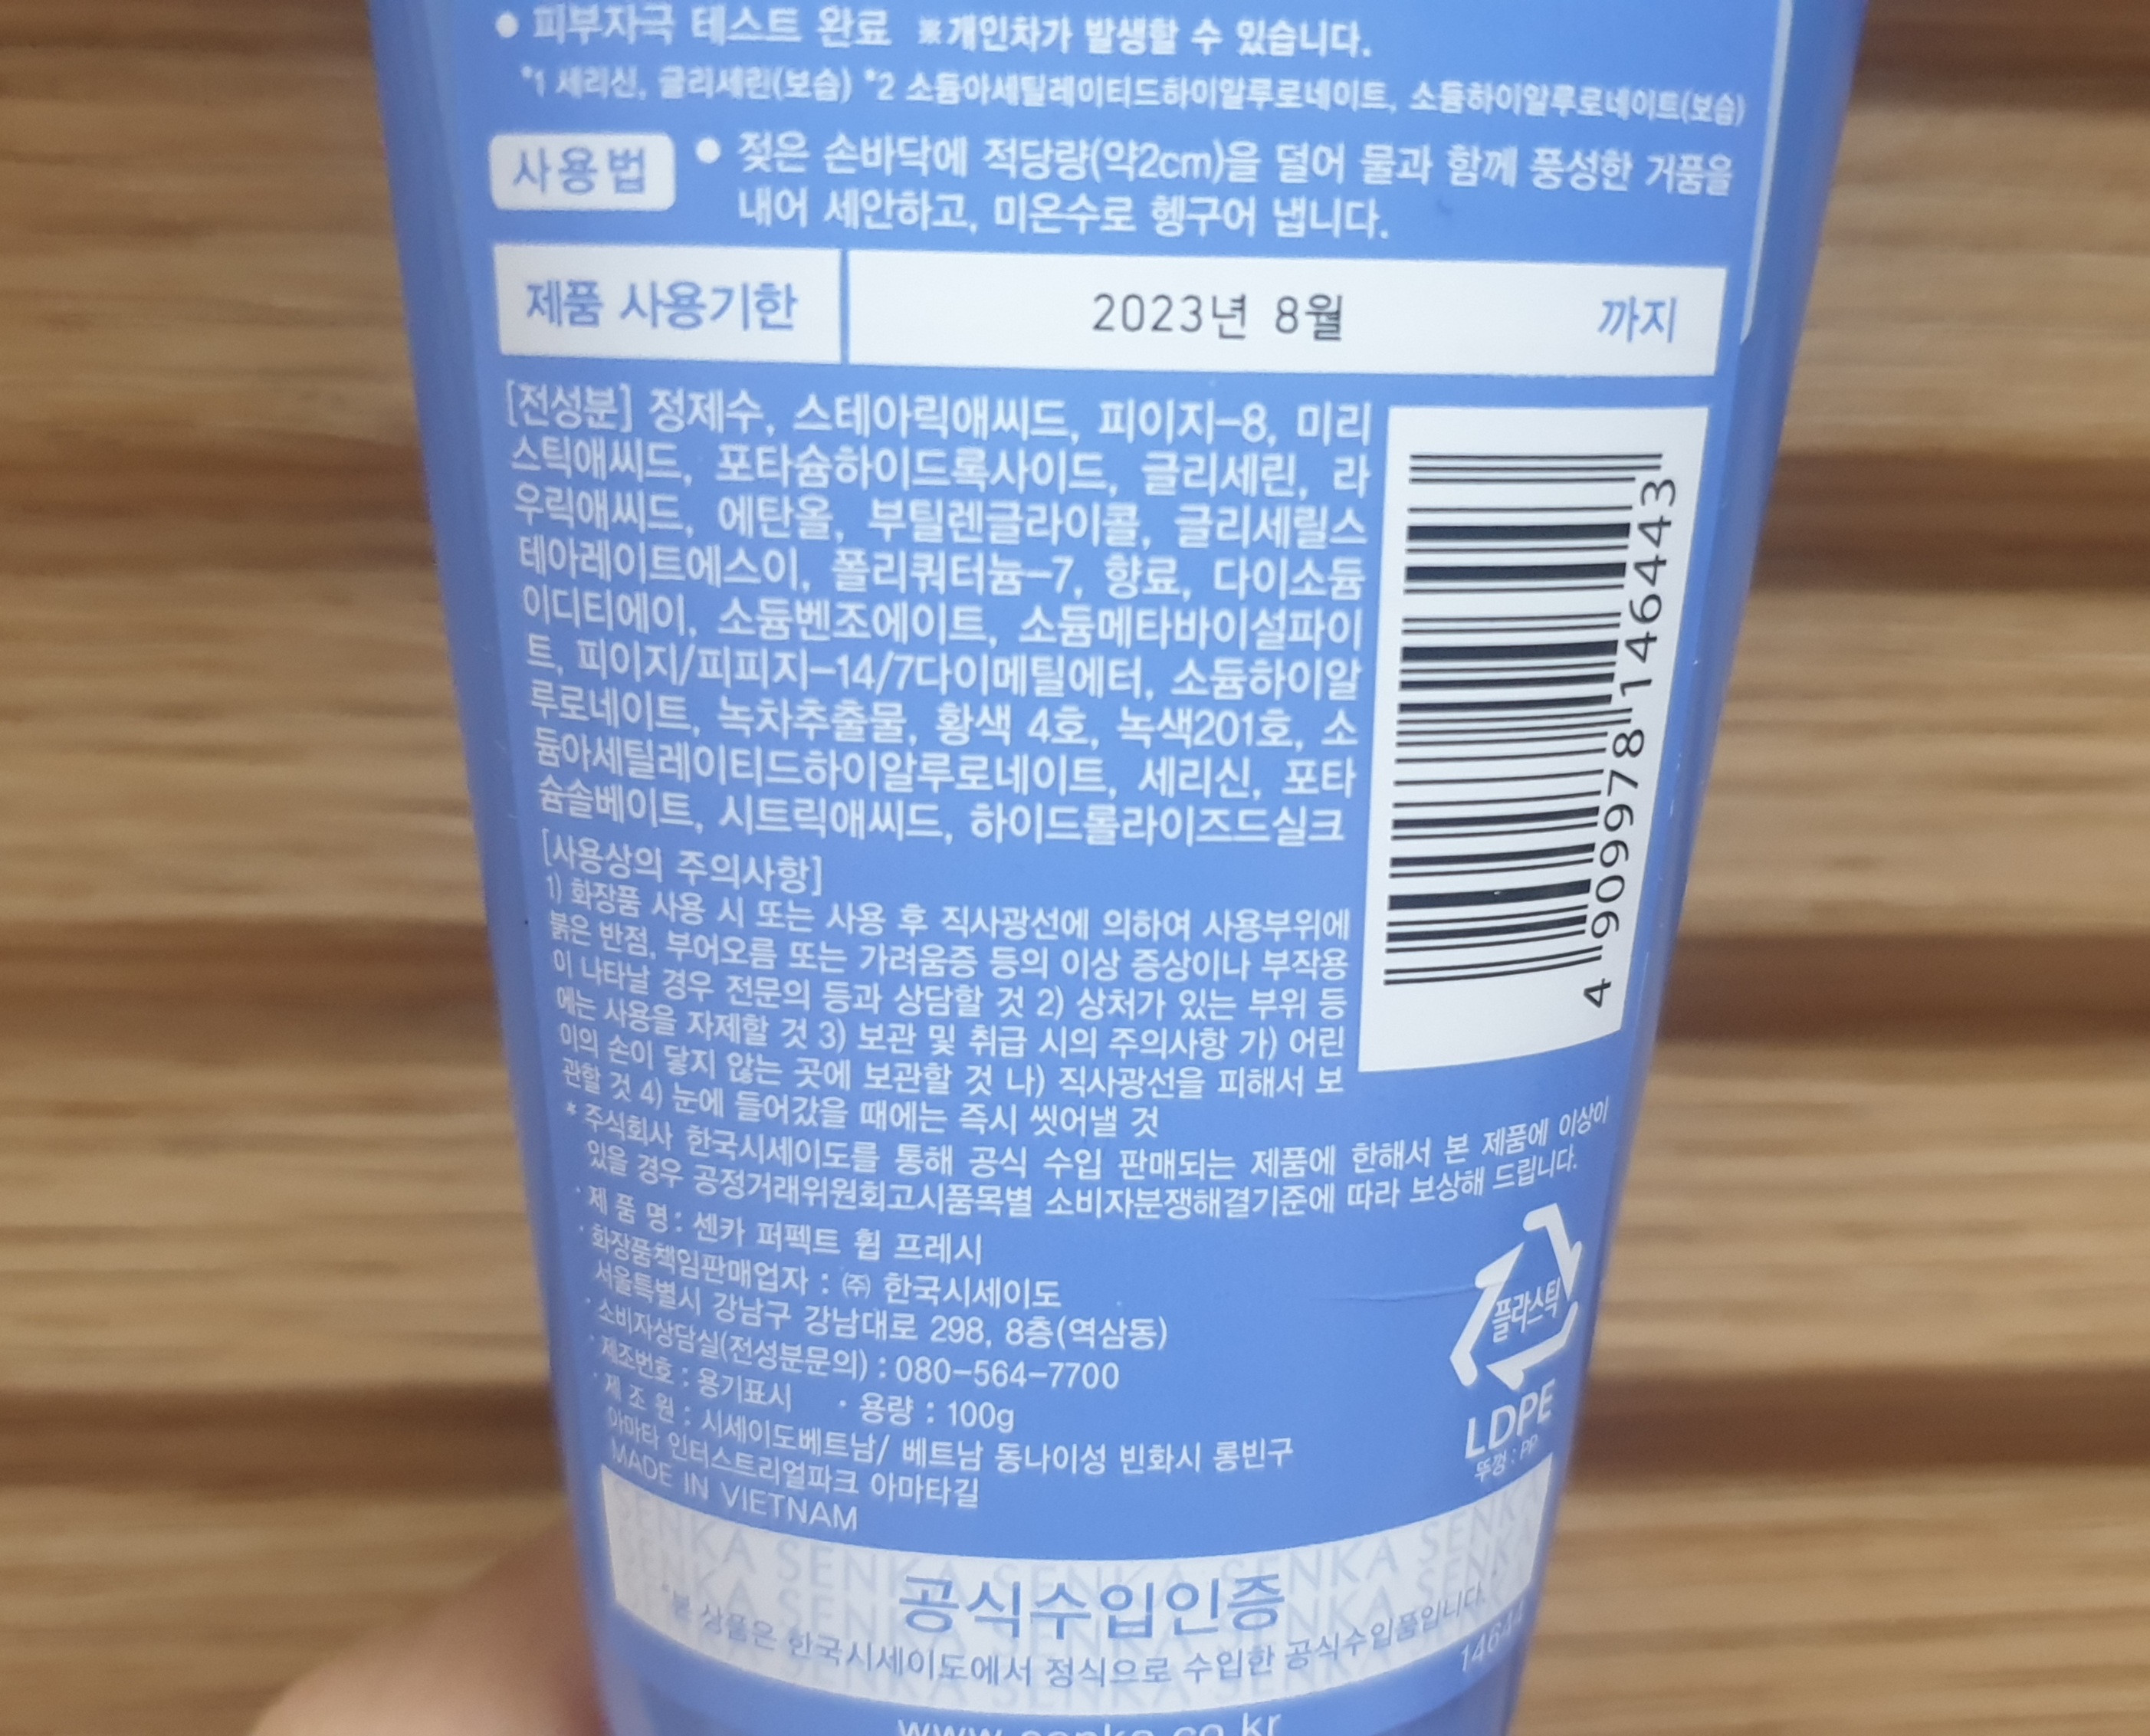 ● 피부자극 테스트 완료 ※개인차가 발생할 수 있습니다.
*1 세리신, 글리세린(보습) *2 소듐아세틸레이티드하이알루로네이트, 소듐하이알루로네이트(보습)
사용법 ● 젖은 손바닥에 적당량(약2cm)을 덜어 물과 함께 풍성한 거품을
내어 세안하고, 미온수로 헹구어 냅니다.
제품 사용기한 2023년 8월 까지
[전성분] 정제수, 스테아릭애씨드, 피이지-8, 미리
스틱애씨드, 포타슘하이드록사이드, 글리세린, 라
우릭애씨드, 에탄올, 부틸렌글라이콜, 글리세릴스
테아레이트에스이, 폴리쿼터늄-7, 향료, 다이소듐
이디티에이, 소듐벤조에이트, 소듐메타바이설파이
트, 피이지/피피지-14/7다이메틸에터, 소듐하이알
루로네이트, 녹차추출물, 황색 4호, 녹색201호, 소
듐아세틸레이티드하이알루로네이트, 세리신, 포타
슘솔베이트, 시트릭애씨드, 하이드롤라이즈드실크
4 909978 146443
[사용상의 주의사항]
1) 화장품 사용 시 또는 사용 후 직사광선에 의하여 사용부위에
붉은 반점, 부어오름 또는 가려움증 등의 이상 증상이나 부작용
이 나타날 경우 전문의 등과 상담할 것 2) 상처가 있는 부위 등
에는 사용을 자제할 것 3) 보관 및 취급 시의 주의사항 가) 어린
이의 손이 닿지 않는 곳에 보관할 것 나) 직사광선을 피해서 보
관할 것 4) 눈에 들어갔을 때에는 즉시 씻어낼 것
* 주식회사 한국시세이도를 통해 공식 수입 판매되는 제품에 한해서 본 제품에 이상이
있을 경우 공정거래위원회고시품목별 소비자분쟁해결기준에 따라 보상해 드립니다.
· 제 품 명 : 센카 퍼펙트 휩 프레시
· 화장품책임판매업자 : ㈜ 한국시세이도
서울특별시 강남구 강남대로 298, 8층(역삼동)
· 소비자상담실(전성분문의) : 080-564-7700
· 제조번호 : 용기표시 · 용량 : 100g
· 제 조 원 : 시세이도베트남/ 베트남 동나이성 빈화시 롱빈구
아마타 인터스트리얼파크 아마타길
MADE IN VIETNAM
플라스틱
LDPE
뚜껑 : PP
SENKA SENKA SENKA SENKA SENKA
공식수입인증
*본 상품은 한국시세이도에서 정식으로 수입한 공식수입품입니다.*
www.senka.co.kr